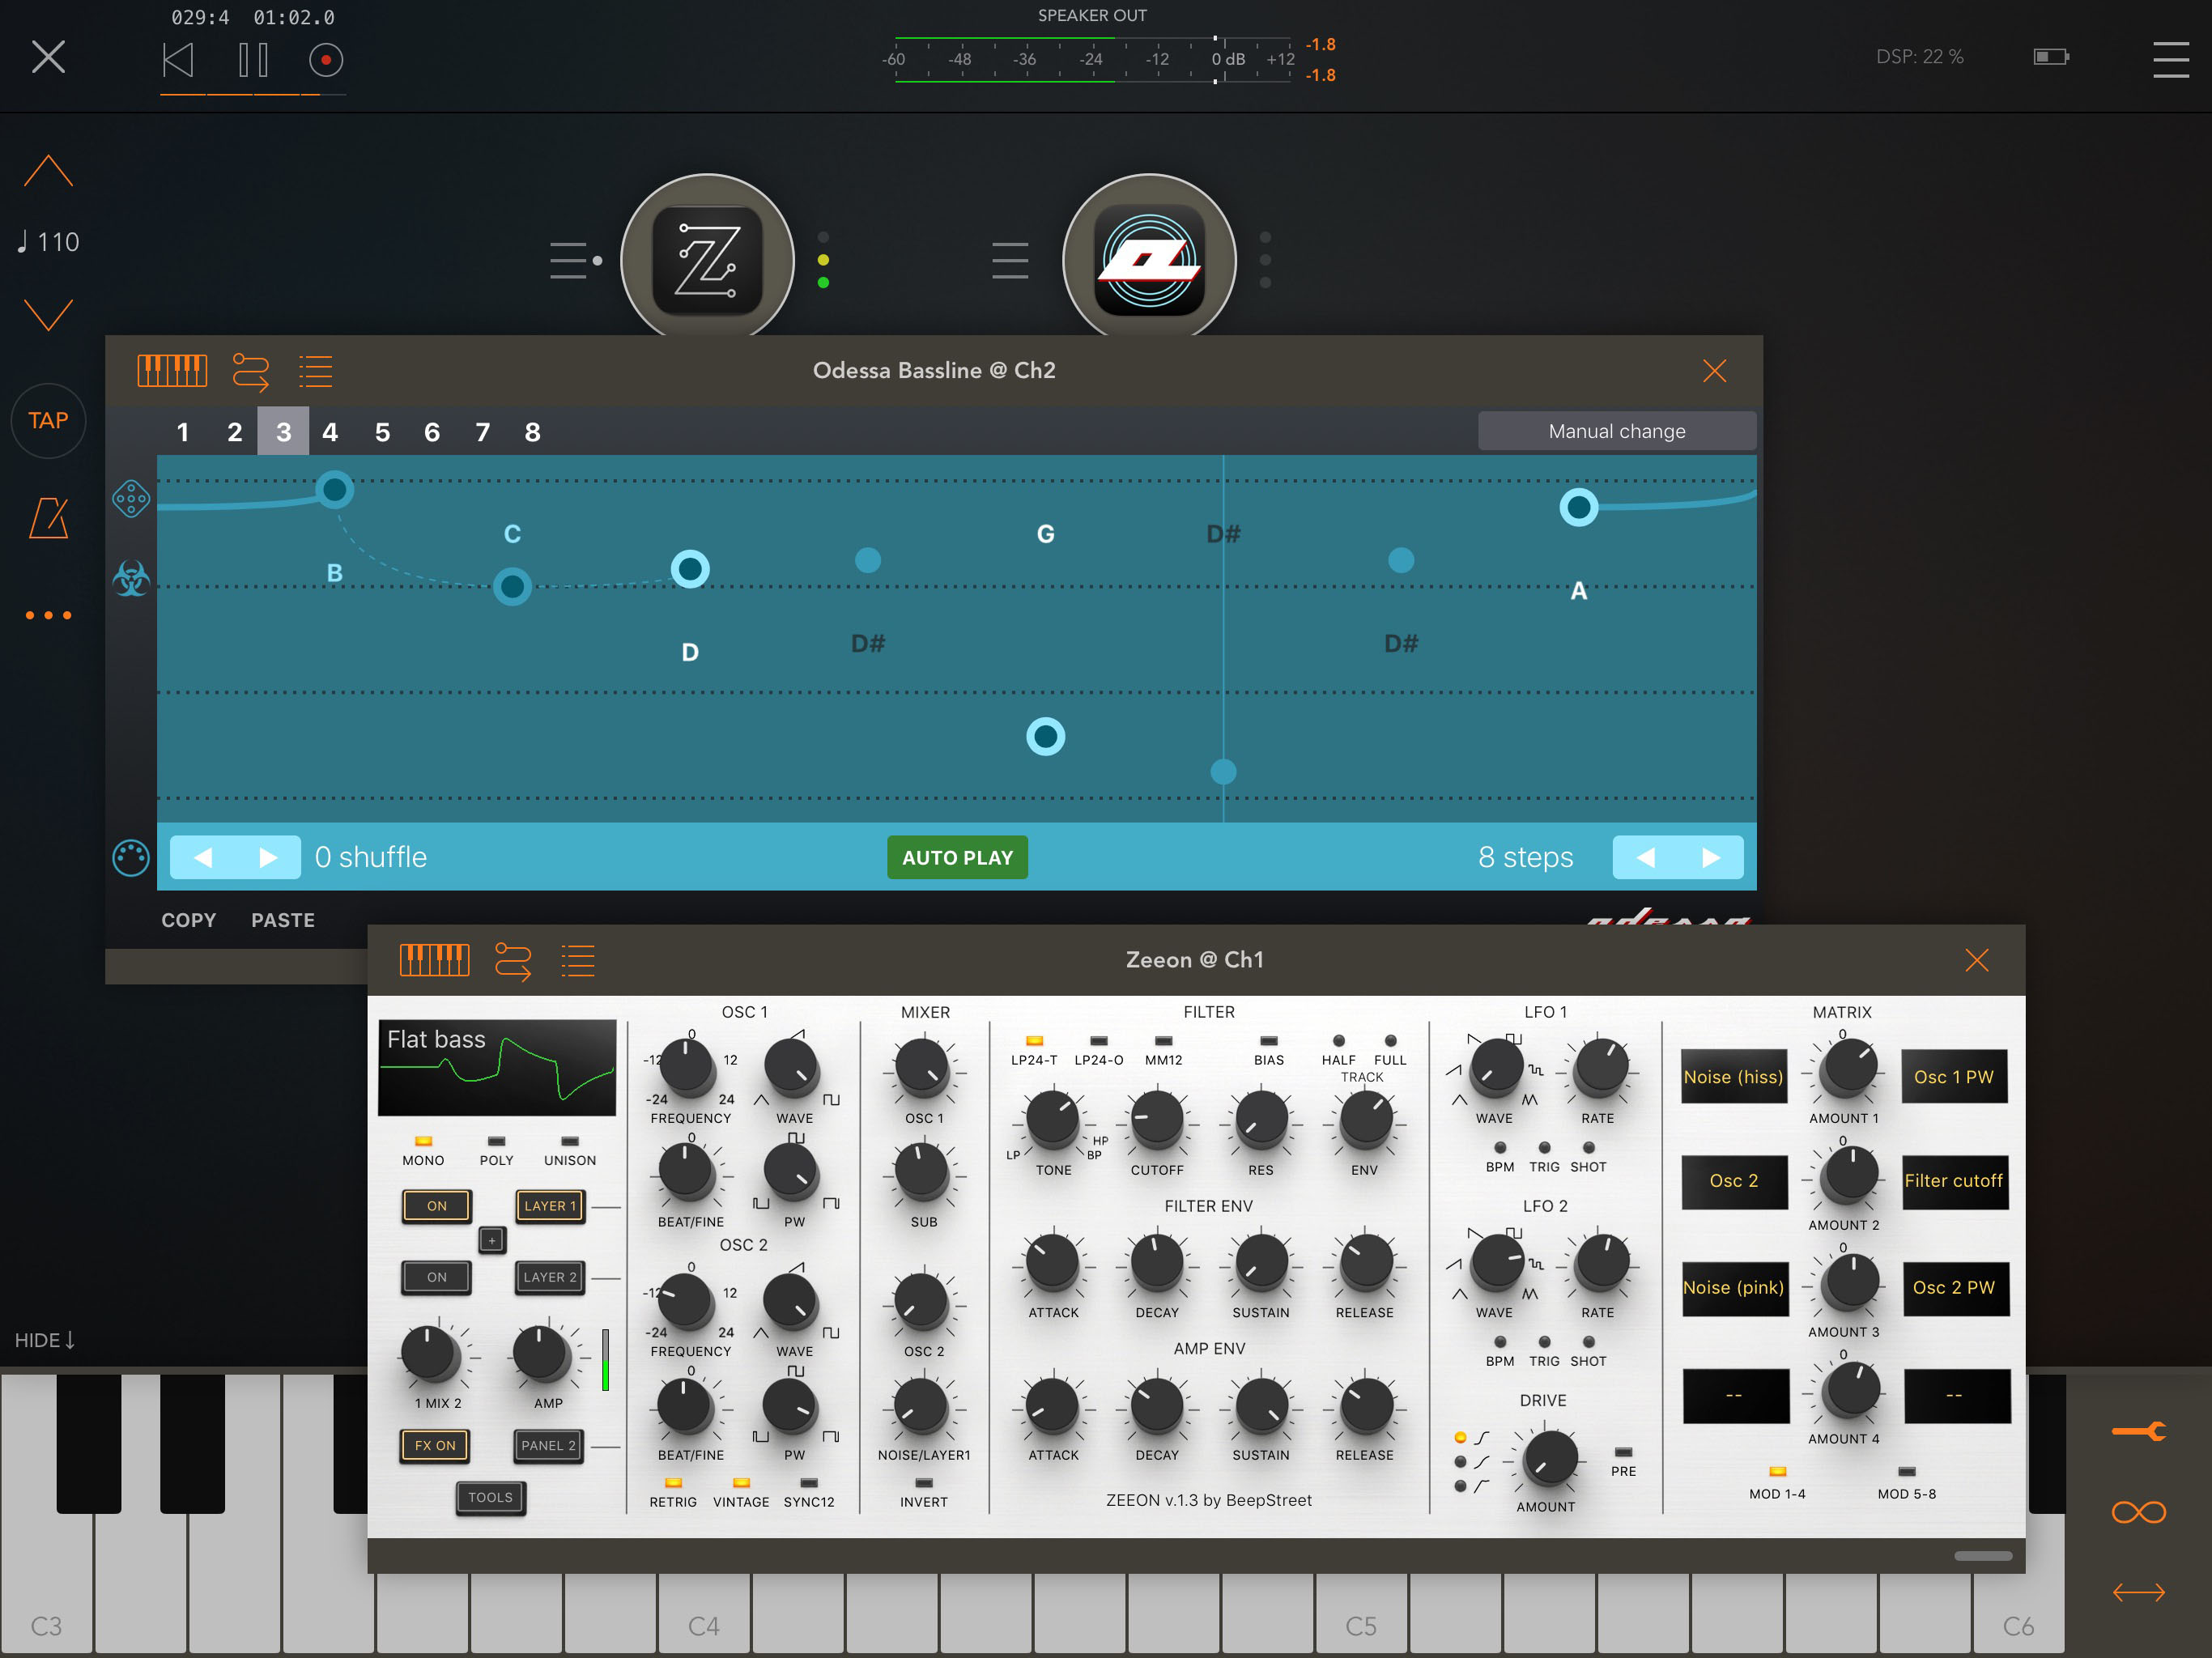 029:4 01:02.0
SPEAKER OUT
-60 -48 -36 -24 -12 0 dB +12
-1.8
-1.8
DSP: 22 %
♩ 110
TAP
HIDE↓
Odessa Bassline @ Ch2
1 2 3 4 5 6 7 8
Manual change
C G D#
B A
D D# D#
0 shuffle AUTO PLAY 8 steps
COPY PASTE
Zeeon @ Ch1
Flat bass
MONO POLY UNISON
ON LAYER 1
+
ON LAYER 2
1 MIX 2 AMP
FX ON PANEL 2
TOOLS
OSC 1
0
-12 12
-24 24
FREQUENCY WAVE
0
BEAT/FINE PW
OSC 2
0
-12 12
-24 24
FREQUENCY WAVE
0
BEAT/FINE PW
RETRIG VINTAGE SYNC12
MIXER
OSC 1
SUB
OSC 2
NOISE/LAYER1
INVERT
FILTER
LP24-T LP24-O MM12 BIAS HALF FULL
TRACK
LP HP
BP
TONE CUTOFF RES ENV
FILTER ENV
ATTACK DECAY SUSTAIN RELEASE
AMP ENV
ATTACK DECAY SUSTAIN RELEASE
ZEEON v.1.3 by BeepStreet
LFO 1
WAVE RATE
BPM TRIG SHOT
LFO 2
WAVE RATE
BPM TRIG SHOT
DRIVE
PRE
AMOUNT
MATRIX
0
Noise (hiss) Osc 1 PW
AMOUNT 1
0
Osc 2 Filter cutoff
AMOUNT 2
0
Noise (pink) Osc 2 PW
AMOUNT 3
0
-- --
AMOUNT 4
MOD 1-4 MOD 5-8
C3 C4 C5 C6